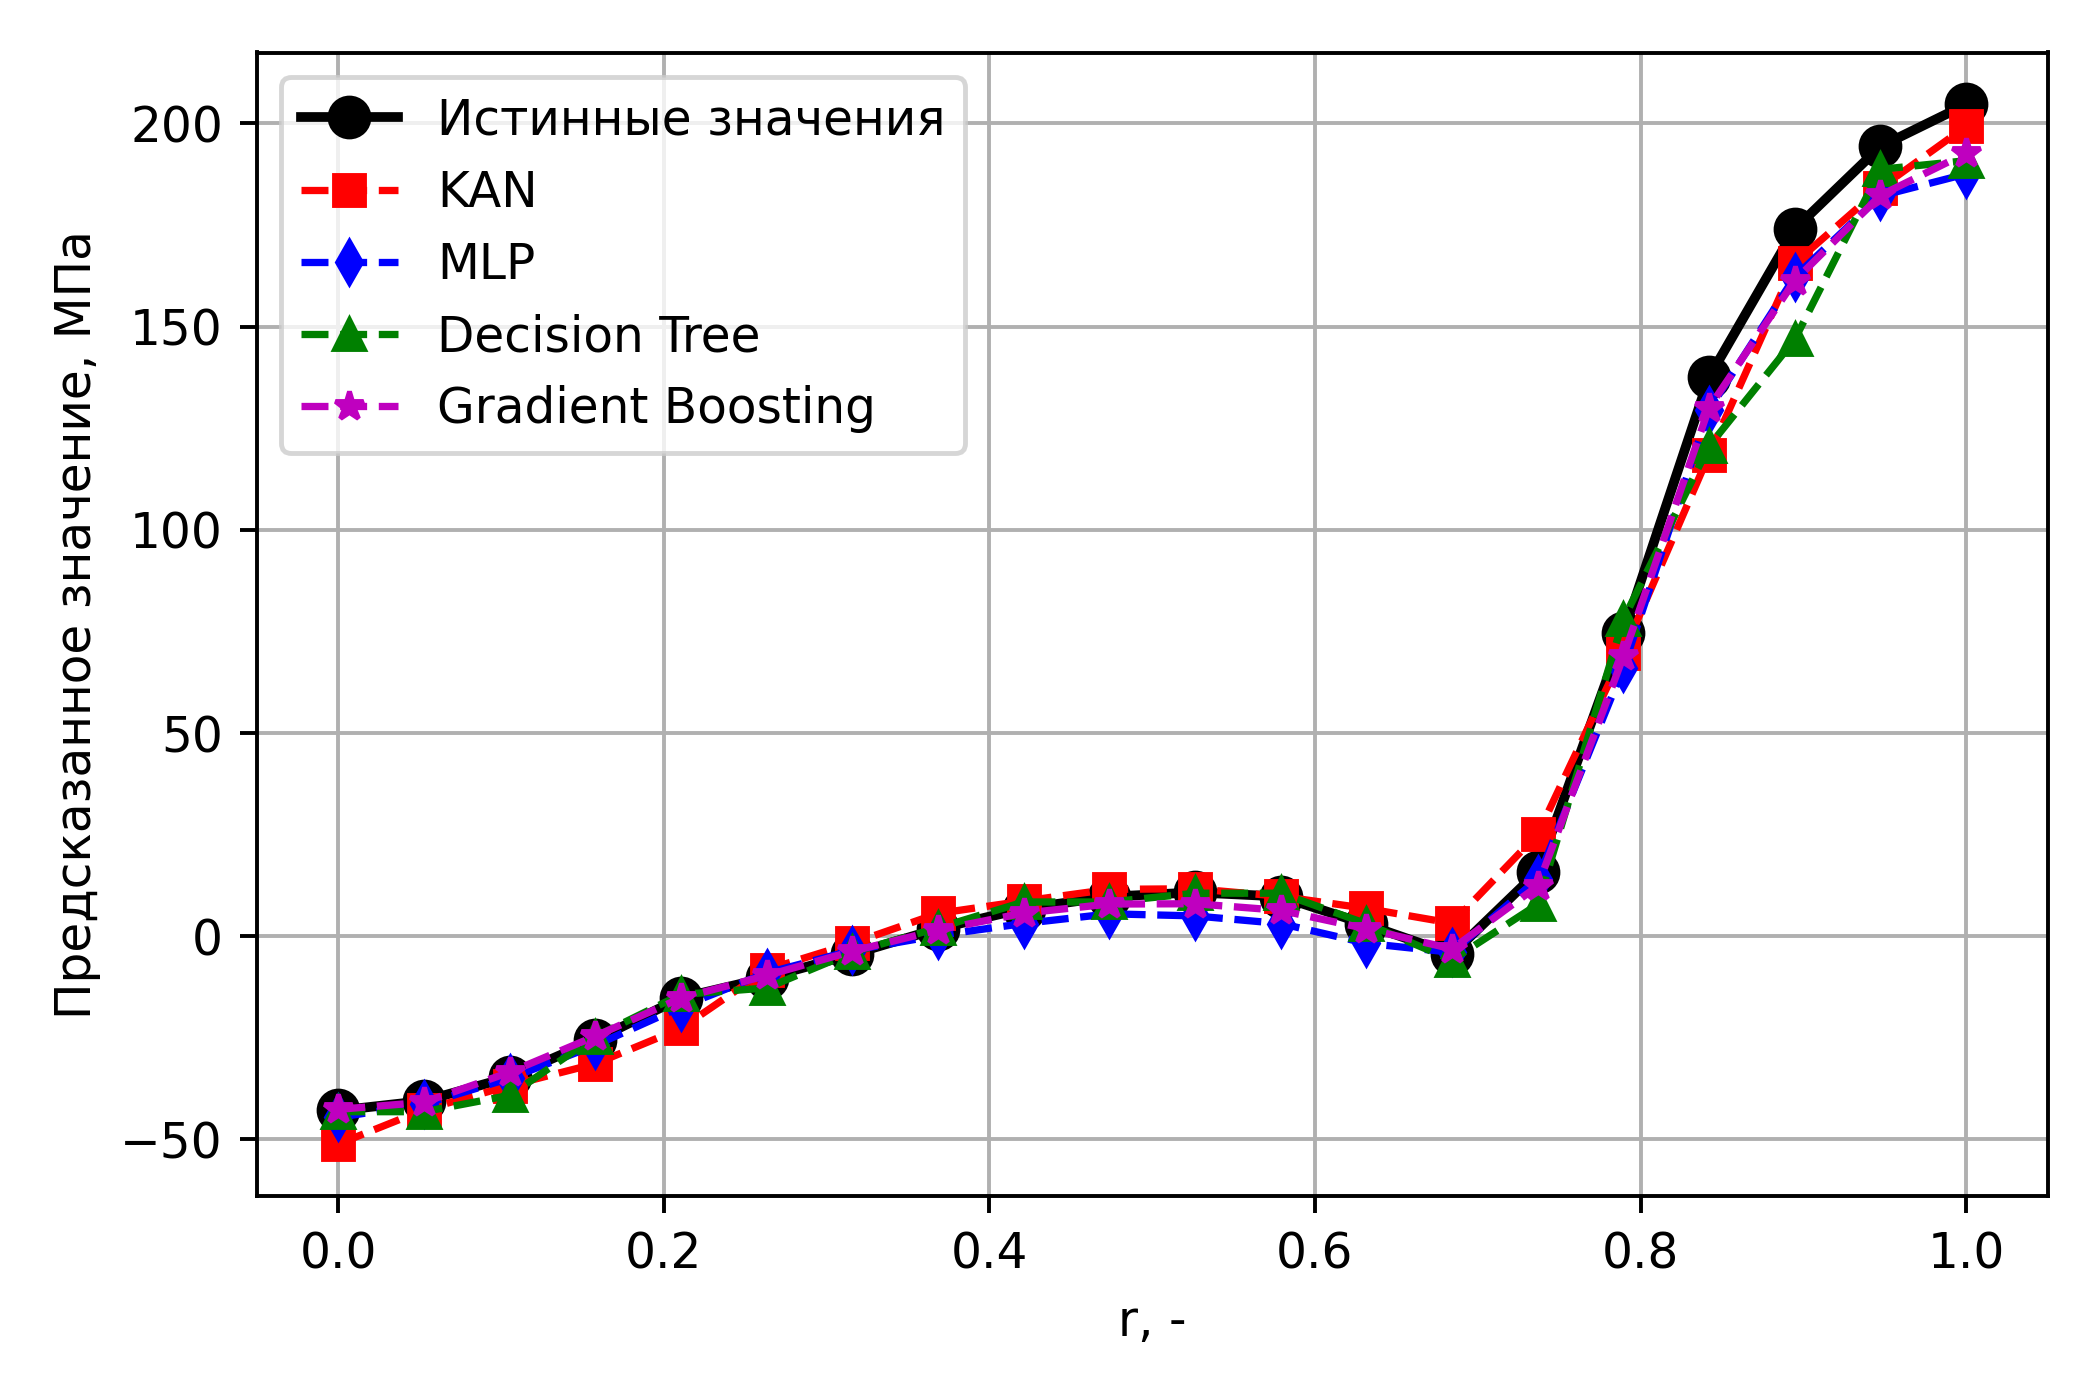 Истинные значения
KAN
MLP
Decision Tree
Gradient Boosting
Предсказанное значение, МПа
200
150
100
50
0
−50
0.0 0.2 0.4 0.6 0.8 1.0
r, -